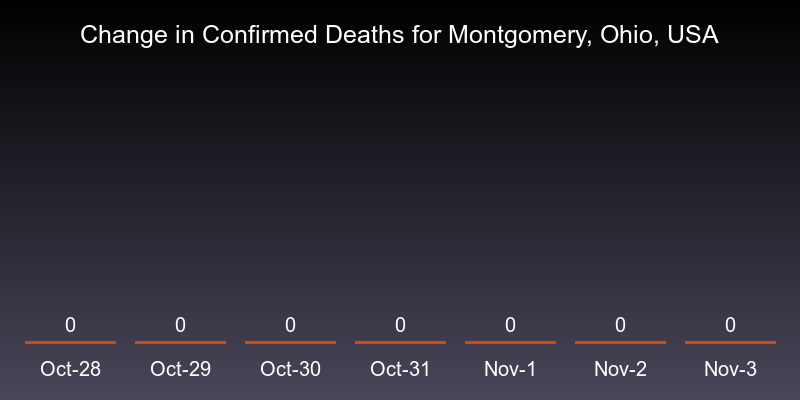 Change in Confirmed Deaths for Montgomery, Ohio, USA
0 0 0 0 0 0 0
Oct-28 Oct-29 Oct-30 Oct-31 Nov-1 Nov-2 Nov-3